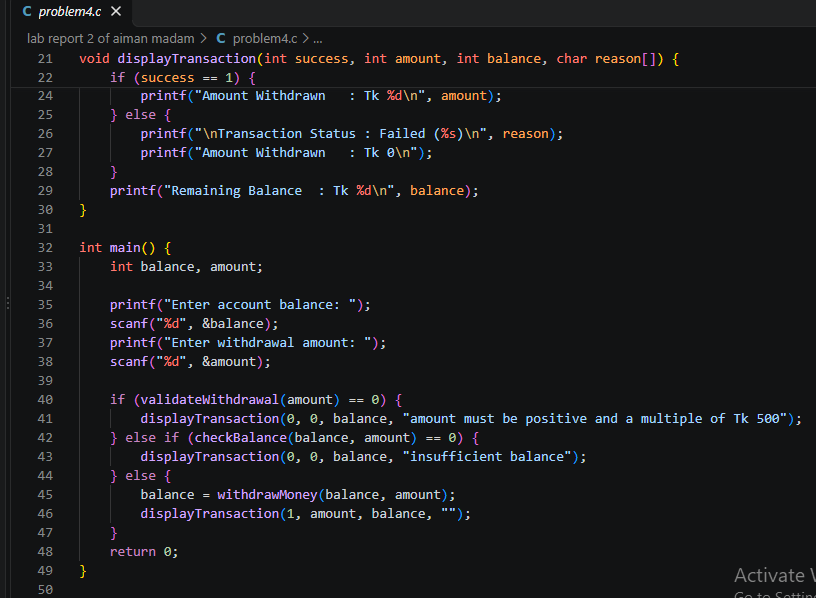 C problem4.c ×
lab report 2 of aiman madam > C problem4.c > ...
21 void displayTransaction(int success, int amount, int balance, char reason[]) {
22     if (success == 1) {
24         printf("Amount Withdrawn   : Tk %d\n", amount);
25     } else {
26         printf("\nTransaction Status : Failed (%s)\n", reason);
27         printf("Amount Withdrawn   : Tk 0\n");
28     }
29     printf("Remaining Balance  : Tk %d\n", balance);
30 }
31
32 int main() {
33     int balance, amount;
34
35     printf("Enter account balance: ");
36     scanf("%d", &balance);
37     printf("Enter withdrawal amount: ");
38     scanf("%d", &amount);
39
40     if (validateWithdrawal(amount) == 0) {
41         displayTransaction(0, 0, balance, "amount must be positive and a multiple of Tk 500");
42     } else if (checkBalance(balance, amount) == 0) {
43         displayTransaction(0, 0, balance, "insufficient balance");
44     } else {
45         balance = withdrawMoney(balance, amount);
46         displayTransaction(1, amount, balance, "");
47     }
48     return 0;
49 }
50
Activate
Go to